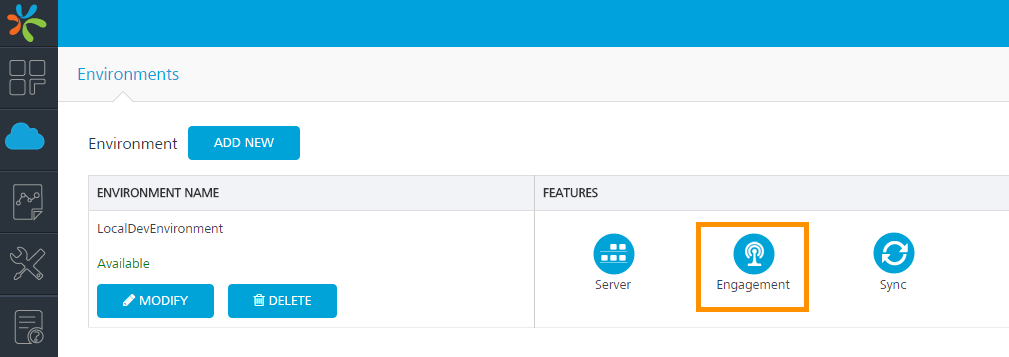 Environments
Environment ADD NEW
ENVIRONMENT NAME FEATURES
LocalDevEnvironment
Available
Server Engagement Sync
MODIFY DELETE